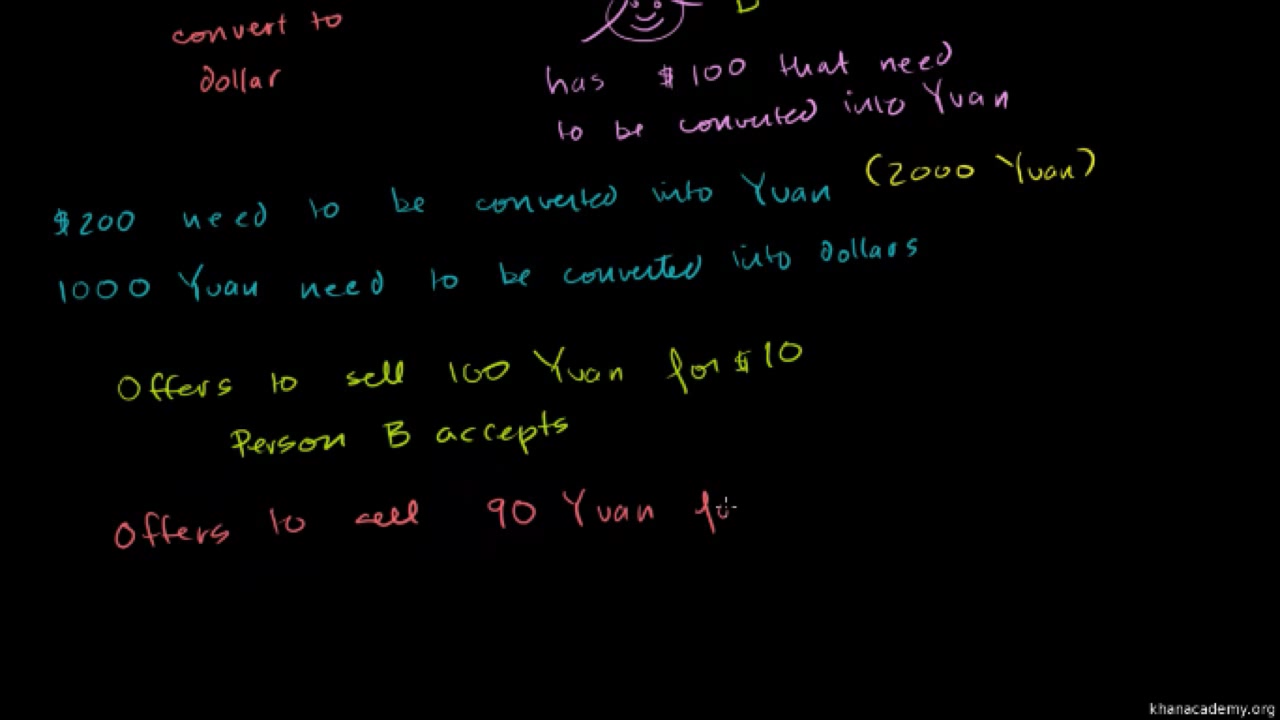 convert to
dollar
B
has $100 that need
to be converted into Yuan
$200 need to be converted into Yuan (2000 Yuan)
1000 Yuan need to be converted into dollars
Offers to sell 100 Yuan for $10
Person B accepts
Offers to sell 90 Yuan fo
khanacademy.org